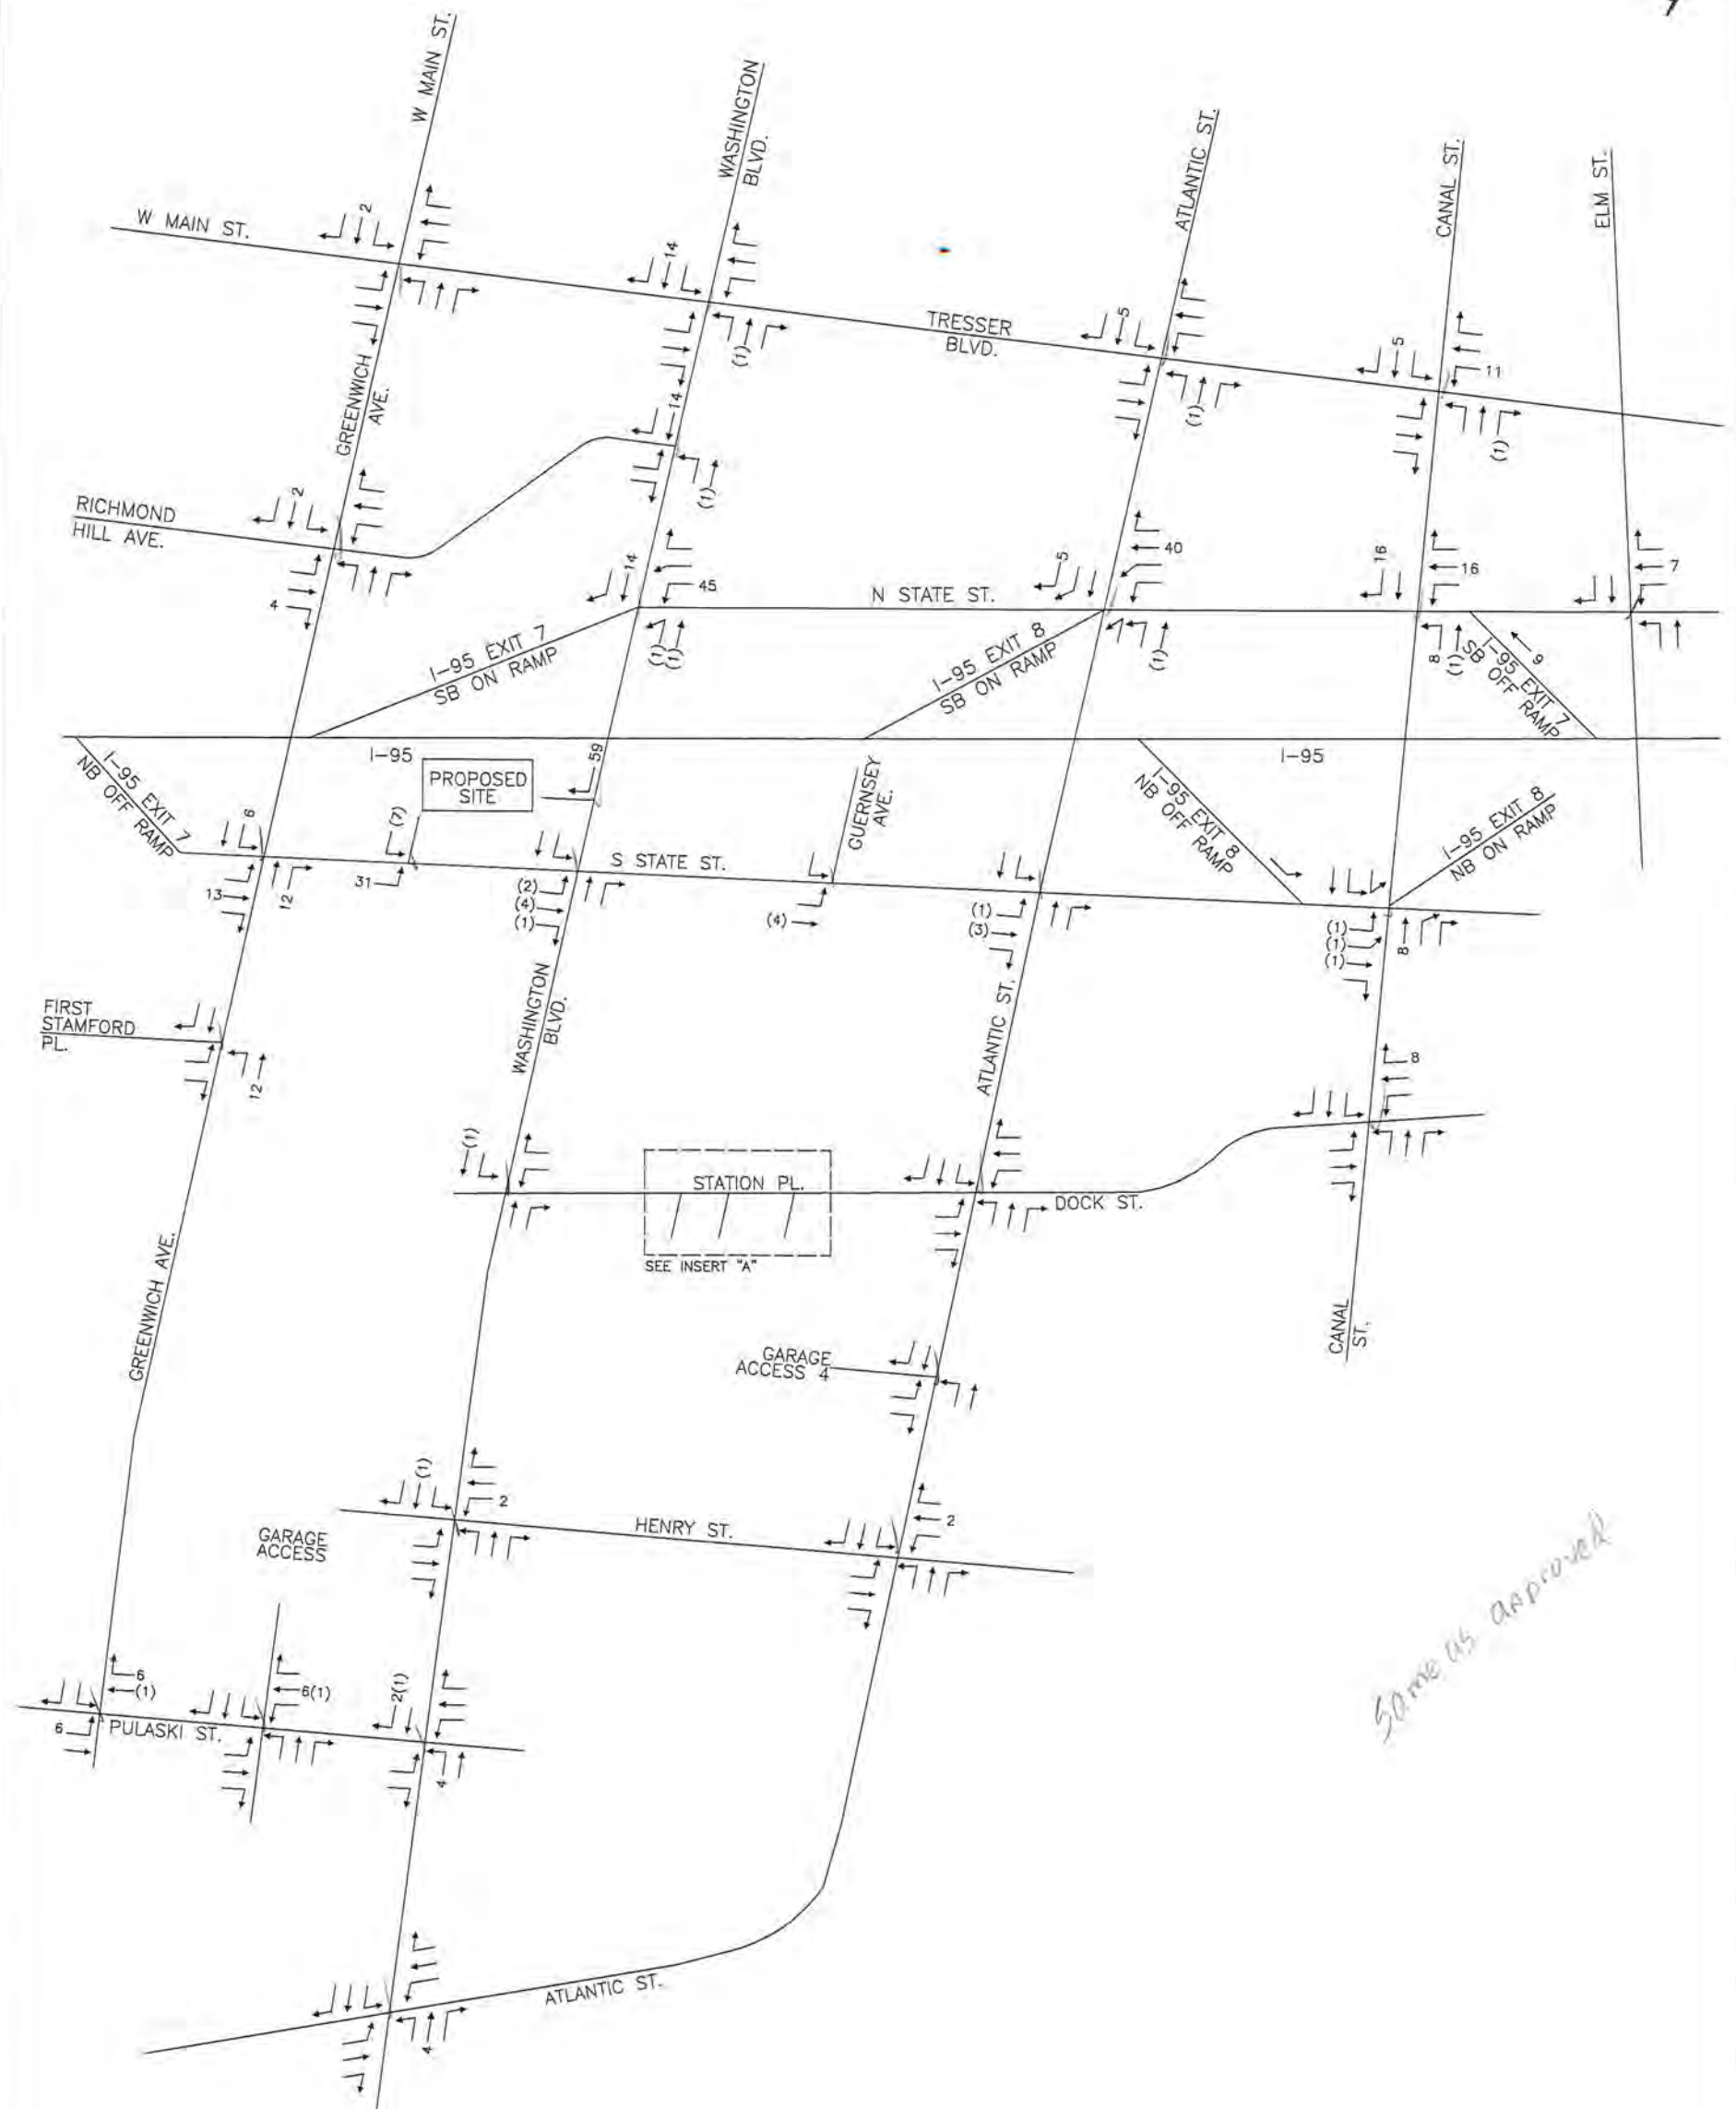 W MAIN ST.
WASHINGTON
BLVD.
ATLANTIC ST.
CANAL ST.
ELM ST.
W MAIN ST.
2
14
(1)
TRESSER
BLVD.
5
(1)
5
11
(1)
GREENWICH
AVE.
14
(1)
RICHMOND
HILL AVE.
2
4
14
45
(1)
(1)
N STATE ST.
5
40
(1)
16
16
8
(1)
9
7
I-95 EXIT 7
SB ON RAMP
I-95 EXIT 8
SB ON RAMP
I-95 EXIT 7
SB OFF RAMP
I-95
I-95
I-95 EXIT 7
NB OFF RAMP
PROPOSED
SITE
59
GUERNSEY
AVE.
I-95 EXIT 8
NB OFF RAMP
I-95 EXIT 8
NB ON RAMP
6
13
12
(7)
31
S STATE ST.
(2)
(4)
(1)
(4)
(1)
(3)
(1)
(1)
(1)
8
FIRST
STAMFORD
PL.
12
WASHINGTON
BLVD.
ATLANTIC ST.
8
(1)
STATION PL.
DOCK ST.
SEE INSERT "A"
GREENWICH AVE.
CANAL
ST.
GARAGE
ACCESS 4
(1)
2
HENRY ST.
2
GARAGE
ACCESS
6
(1)
6
PULASKI ST.
6(1)
2(1)
4
Same as approved
ATLANTIC ST.
4